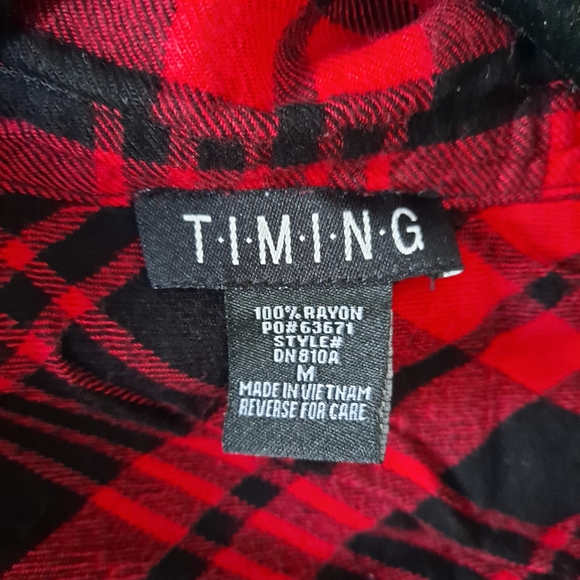 T·I·M·I·N·G
100% RAYON
PO#63671
STYLE#
DN810A
M
MADE IN VIETNAM
REVERSE FOR CARE